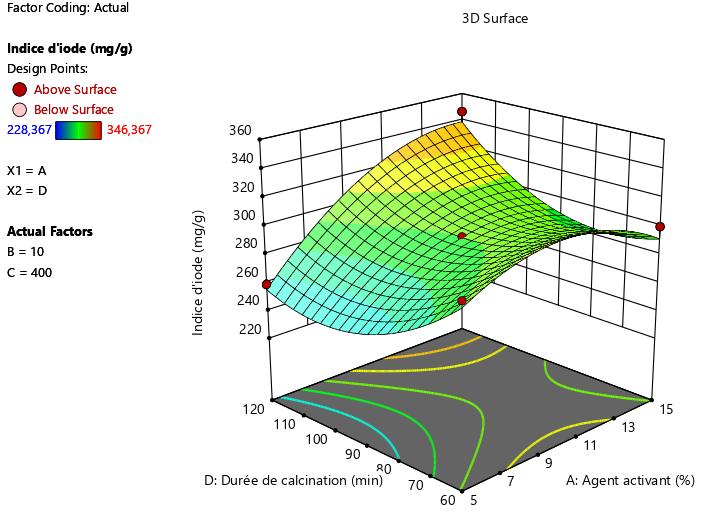 Factor Coding: Actual
3D Surface
Indice d'iode (mg/g)
Design Points:
Above Surface
Below Surface
228,367 346,367
X1 = A
X2 = D
Actual Factors
B = 10
C = 400
Indice d'iode (mg/g)
360
340
320
300
280
260
240
220
120
110
100
90
80
70
60
D: Durée de calcination (min)
5
7
9
11
13
15
A: Agent activant (%)